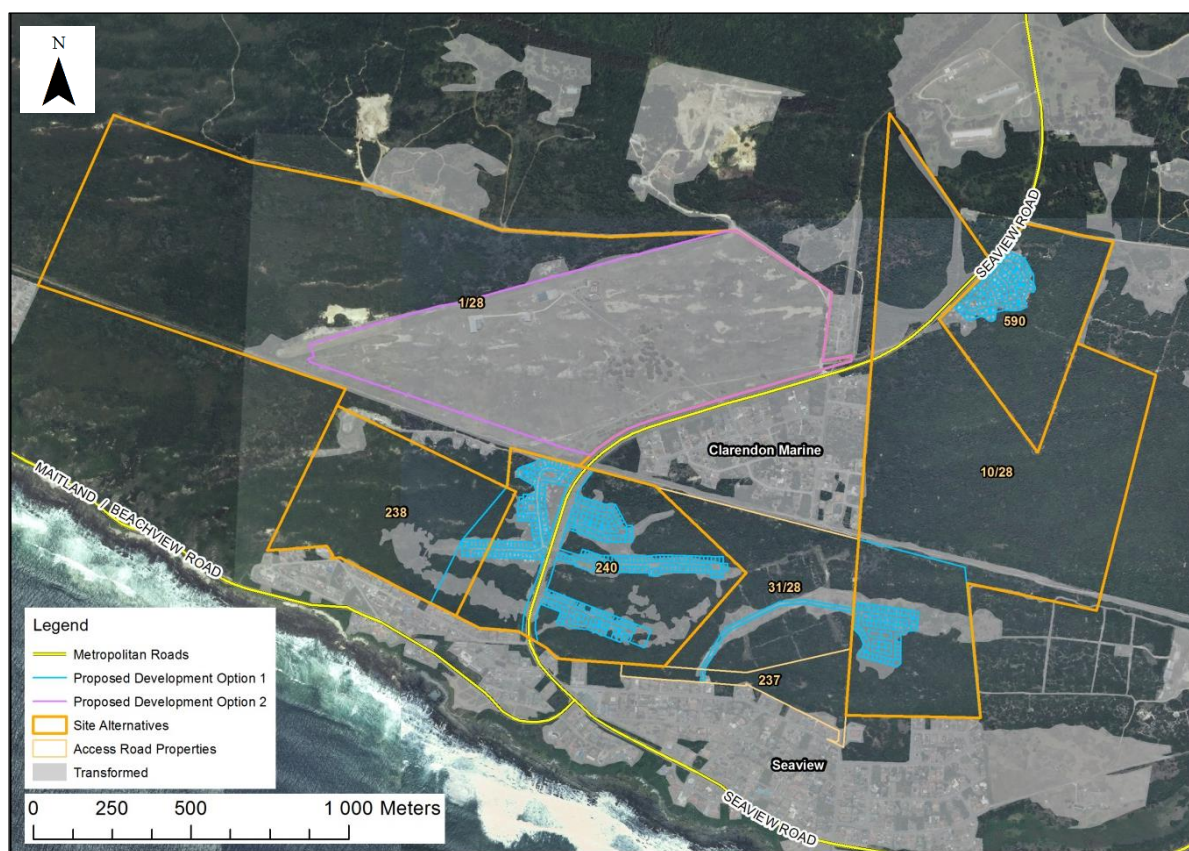 N
SEAVIEW ROAD
1/28
590
Clarendon Marine
10/28
MAITLAND / BEACHVIEW ROAD
238
240
31/28
237
Seaview
SEAVIEW ROAD
Legend
Metropolitan Roads
Proposed Development Option 1
Proposed Development Option 2
Site Alternatives
Access Road Properties
Transformed
0 250 500 1 000 Meters